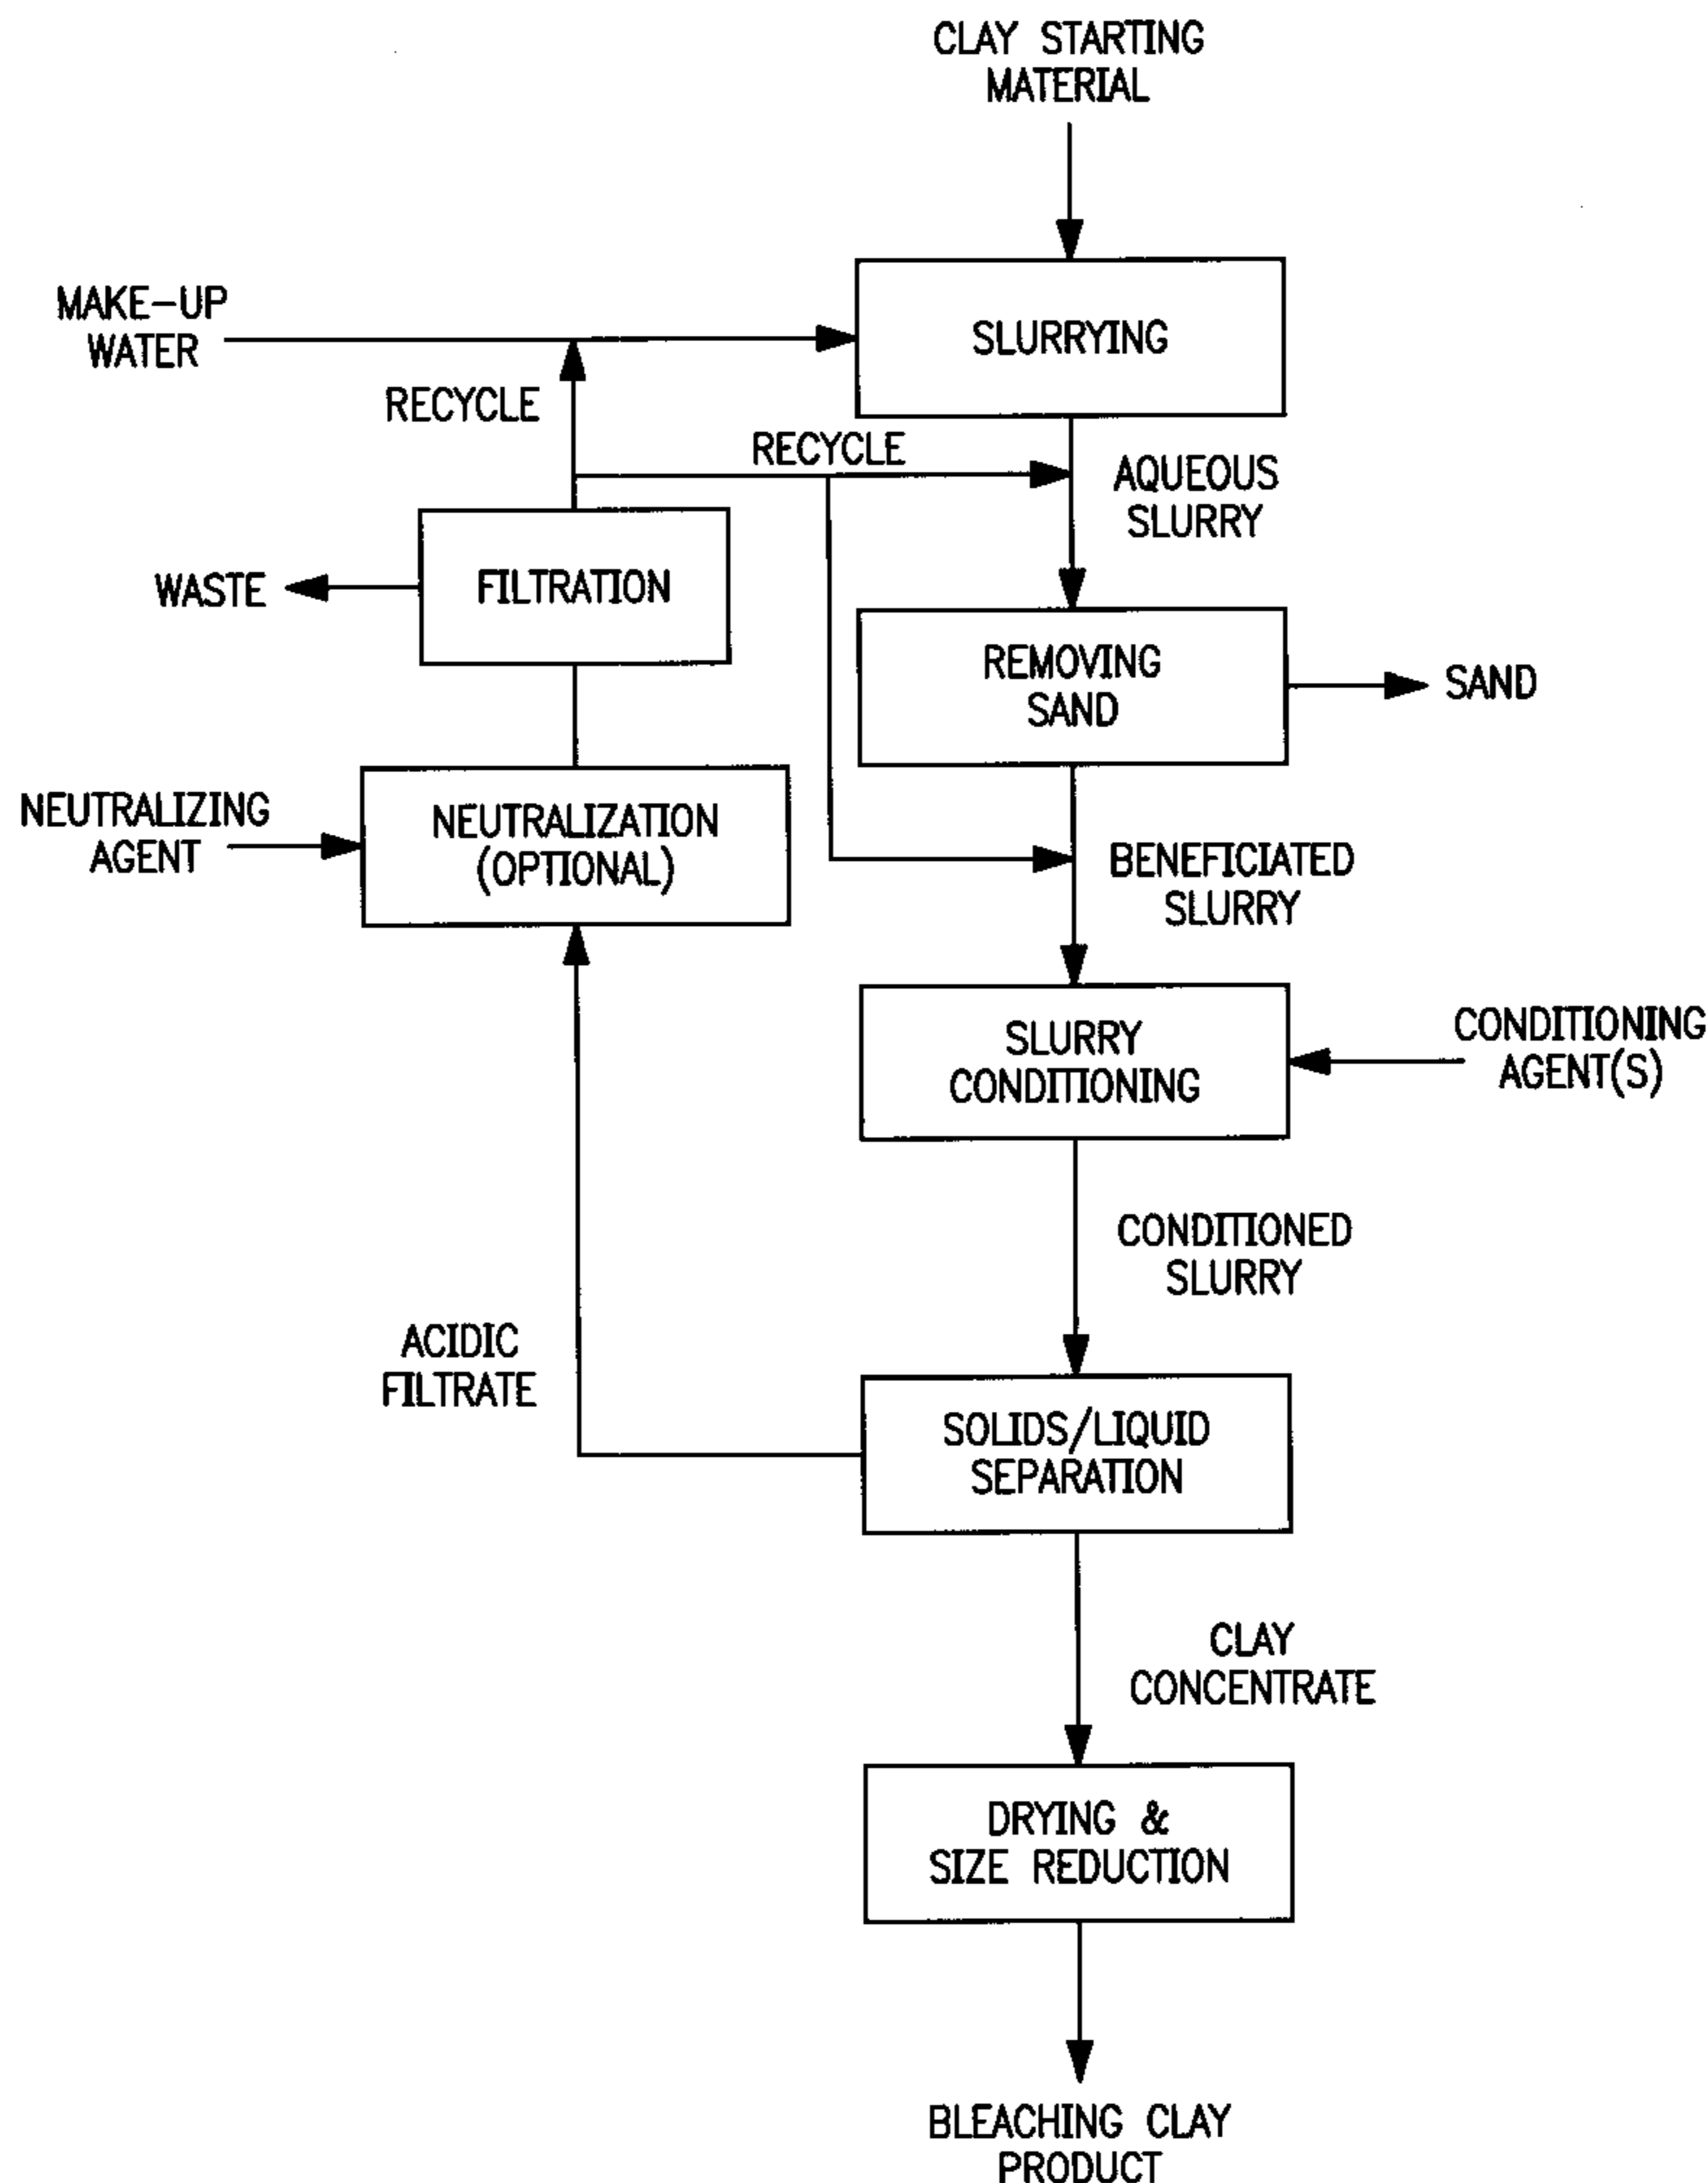 CLAY STARTING
MATERIAL
MAKE-UP
WATER
SLURRYING
RECYCLE
RECYCLE
AQUEOUS
SLURRY
WASTE
FILTRATION
REMOVING
SAND
SAND
NEUTRALIZING
AGENT
NEUTRALIZATION
(OPTIONAL)
BENEFICIATED
SLURRY
SLURRY
CONDITIONING
CONDITIONING
AGENT(S)
CONDITIONED
SLURRY
ACIDIC
FILTRATE
SOLIDS/LIQUID
SEPARATION
CLAY
CONCENTRATE
DRYING &
SIZE REDUCTION
BLEACHING CLAY
PRODUCT